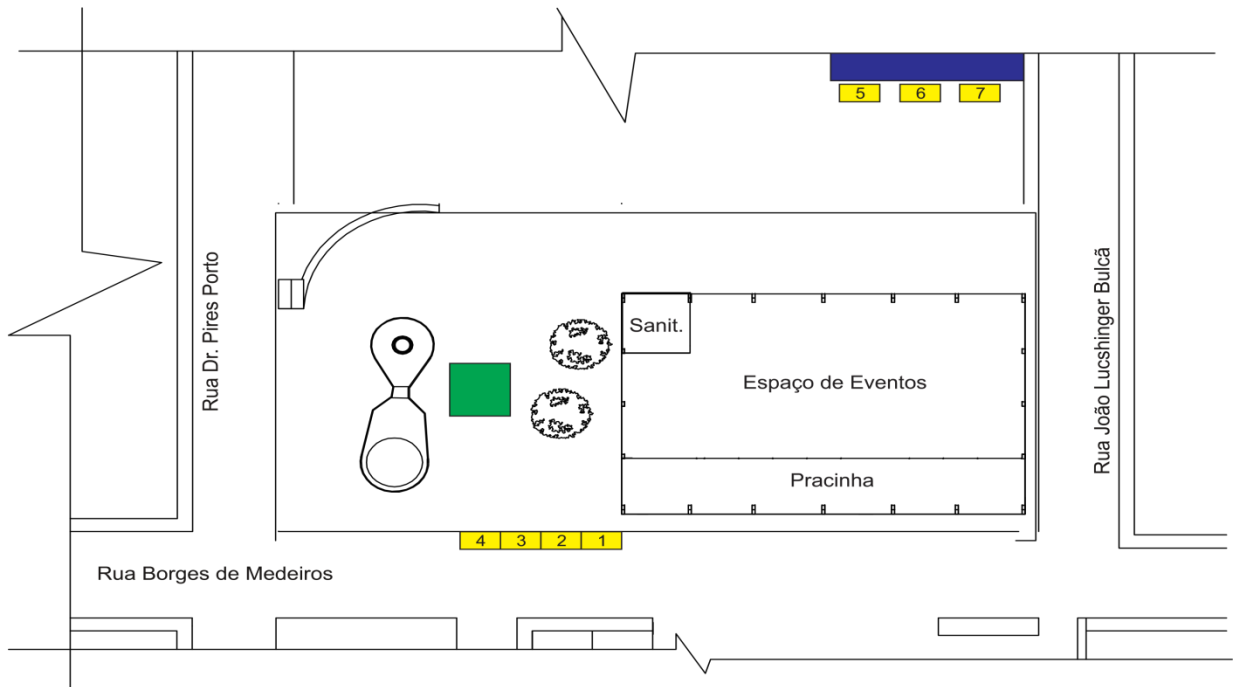 5 6 7
Rua Dr. Pires Porto
Rua João Lucshinger Bulcã
Sanit.
Espaço de Eventos
Pracinha
4 3 2 1
Rua Borges de Medeiros